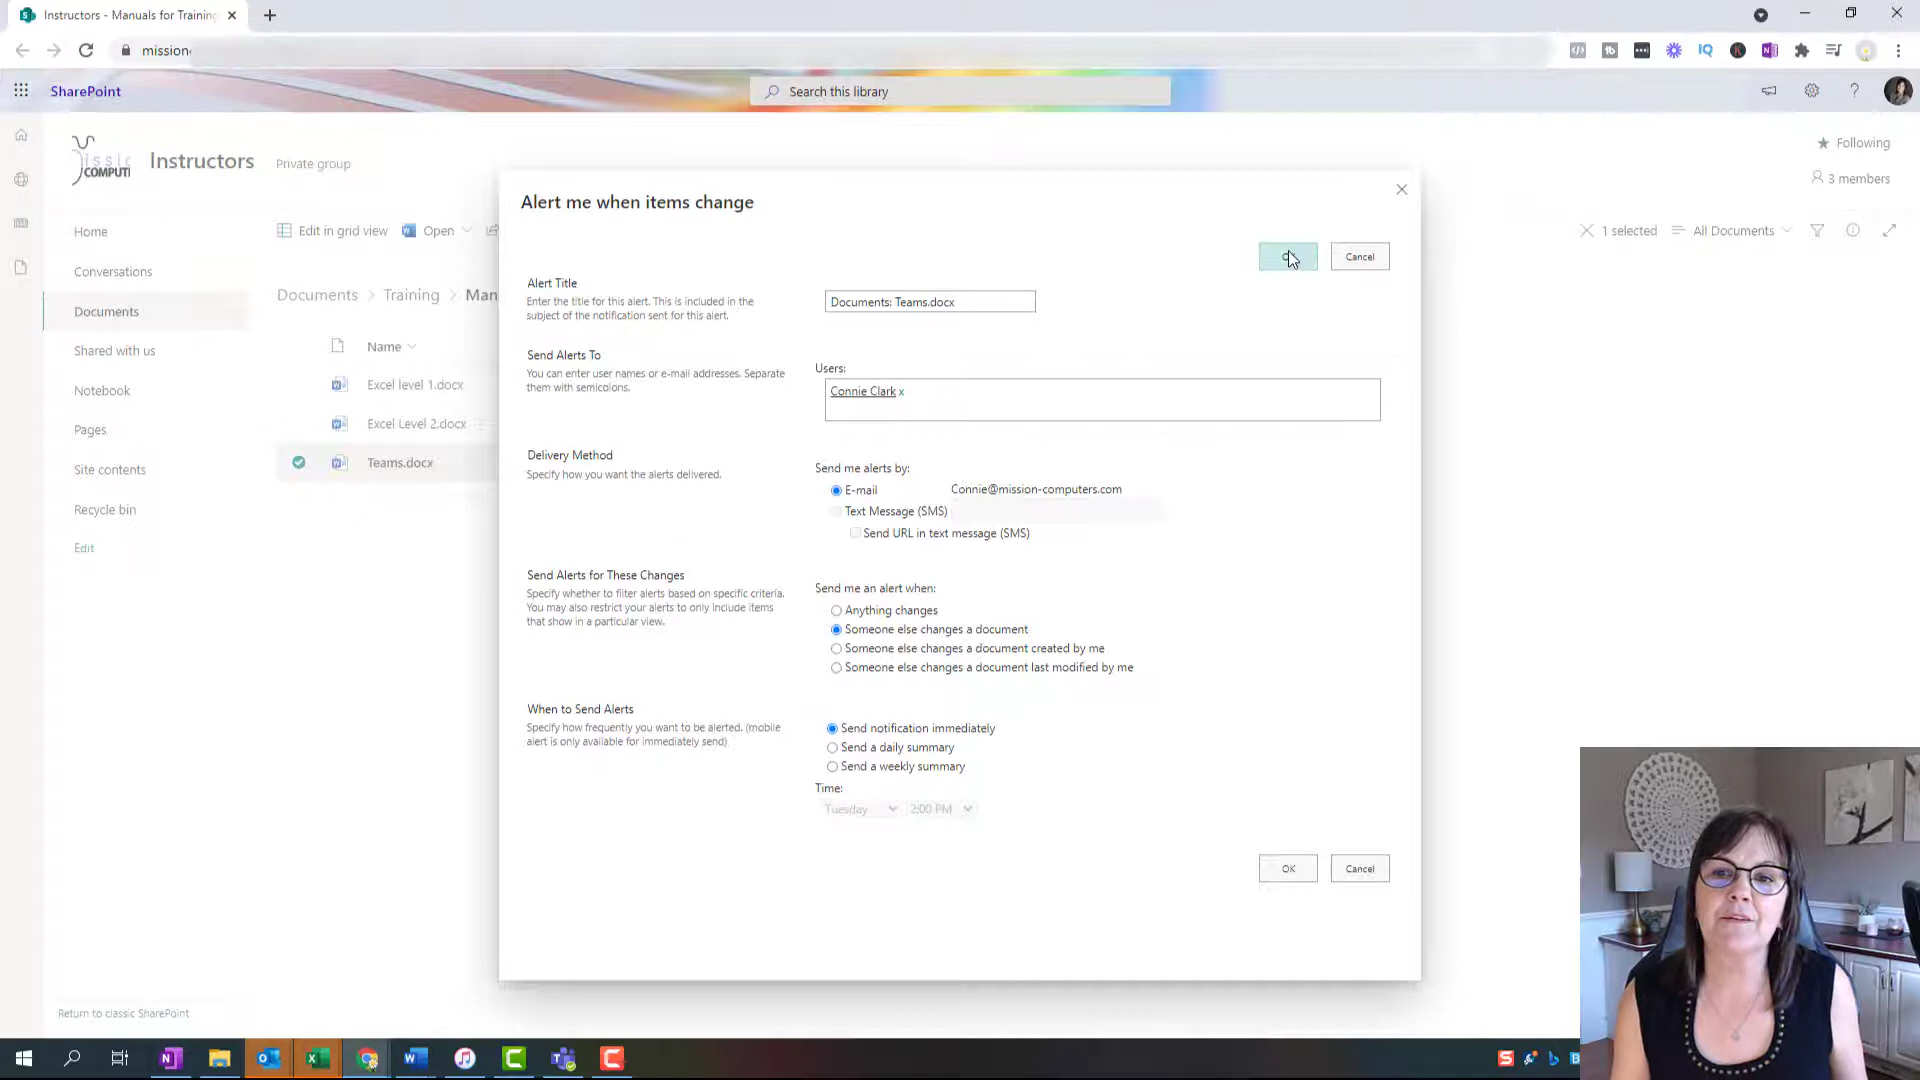 Instructors - Manuals for Training
mission-
SharePoint
Search this library
COMPUT
Instructors
Private group
Following
3 members
Home
Conversations
Documents
Shared with us
Notebook
Pages
Site contents
Recycle bin
Edit
Return to classic SharePoint
Edit in grid view
Open
1 selected
All Documents
Documents > Training > Man
Name
Excel level 1.docx
Excel Level 2.docx
Teams.docx
Alert me when items change
Cancel
Alert Title
Enter the title for this alert. This is included in the
subject of the notification sent for this alert.
Documents: Teams.docx
Send Alerts To
You can enter user names or e-mail addresses. Separate
them with semicolons.
Users:
Connie Clark x
Delivery Method
Specify how you want the alerts delivered.
Send me alerts by:
E-mail
Connie@mission-computers.com
Text Message (SMS)
Send URL in text message (SMS)
Send Alerts for These Changes
Specify whether to filter alerts based on specific criteria.
You may also restrict your alerts to only include items
that show in a particular view.
Send me an alert when:
Anything changes
Someone else changes a document
Someone else changes a document created by me
Someone else changes a document last modified by me
When to Send Alerts
Specify how frequently you want to be alerted. (mobile
alert is only available for immediately send)
Send notification immediately
Send a daily summary
Send a weekly summary
Time:
Tuesday
2:00 PM
OK
Cancel